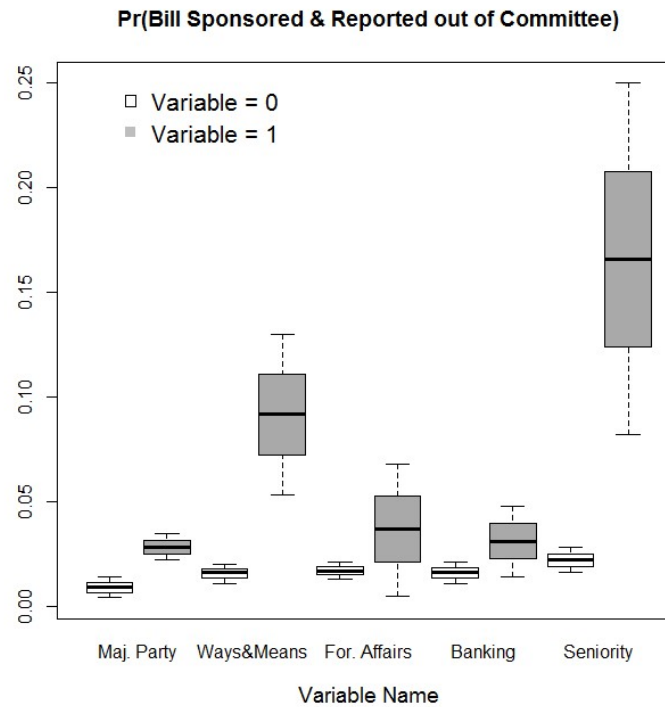 Pr(Bill Sponsored & Reported out of Committee)
Variable = 0
Variable = 1
0.25
0.20
0.15
0.10
0.05
0.00
Maj. Party Ways&Means For. Affairs Banking Seniority
Variable Name